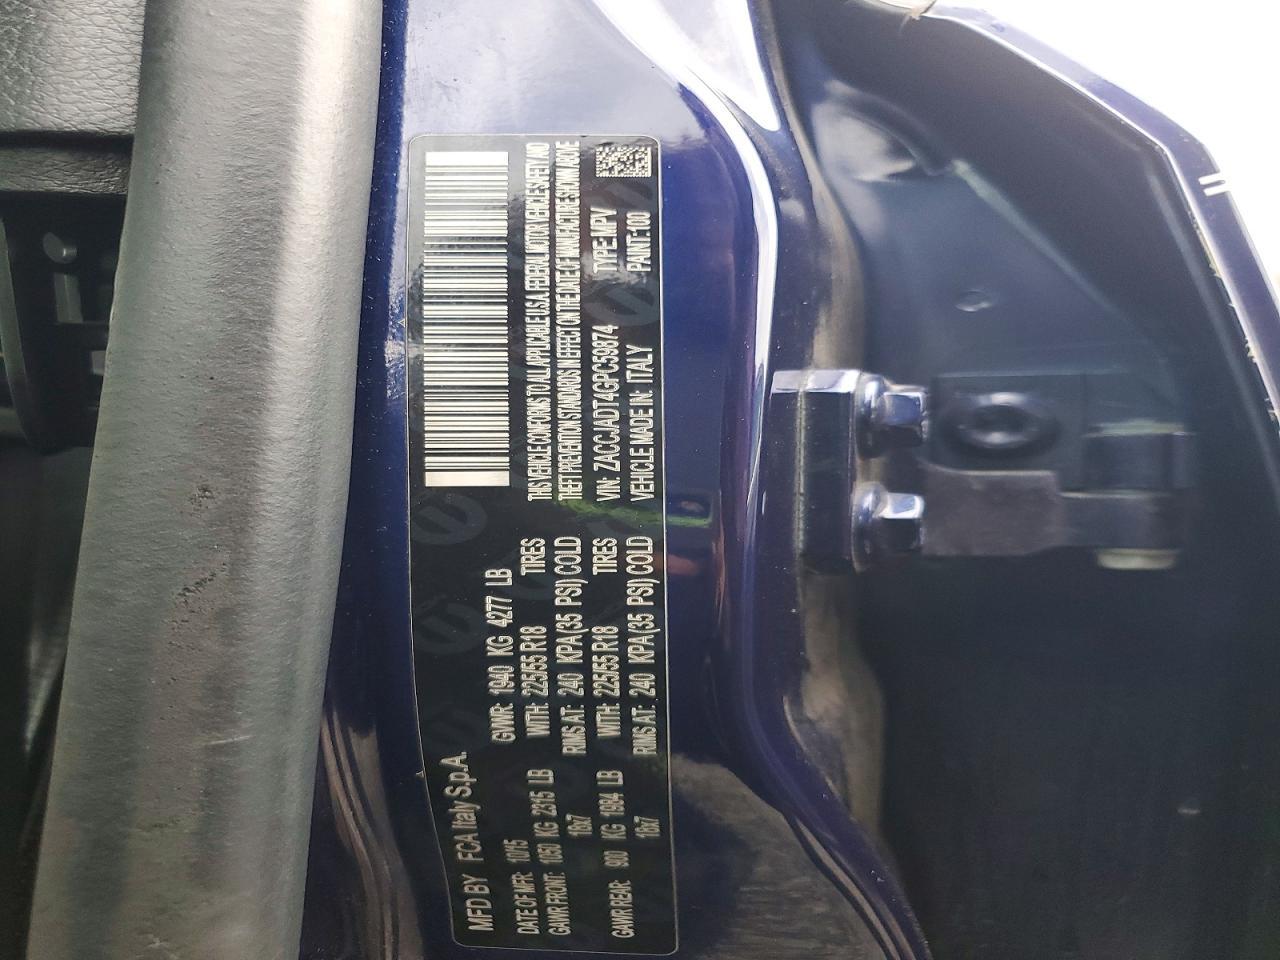 MFD BY FCA Italy S.p.A.
DATE OF MFR: 10/15 GVWR: 1940 KG 4277 LB
GAWR FRONT: 1050 KG 2315 LB WITH: 225/55 R18 TIRES
18x7 RIMS AT: 240 KPA (35 PSI) COLD
GAWR REAR: 900 KG 1984 LB WITH: 225/55 R18 TIRES
18x7 RIMS AT: 240 KPA (35 PSI) COLD
THIS VEHICLE CONFORMS TO ALL APPLICABLE U.S.A. FEDERAL MOTOR VEHICLE SAFETY AND
THEFT PREVENTION STANDARDS IN EFFECT ON THE DATE OF MANUFACTURE SHOWN ABOVE
VIN: ZACCJADT4GPC59874 TYPE: MPV
VEHICLE MADE IN: ITALY PAINT: 100